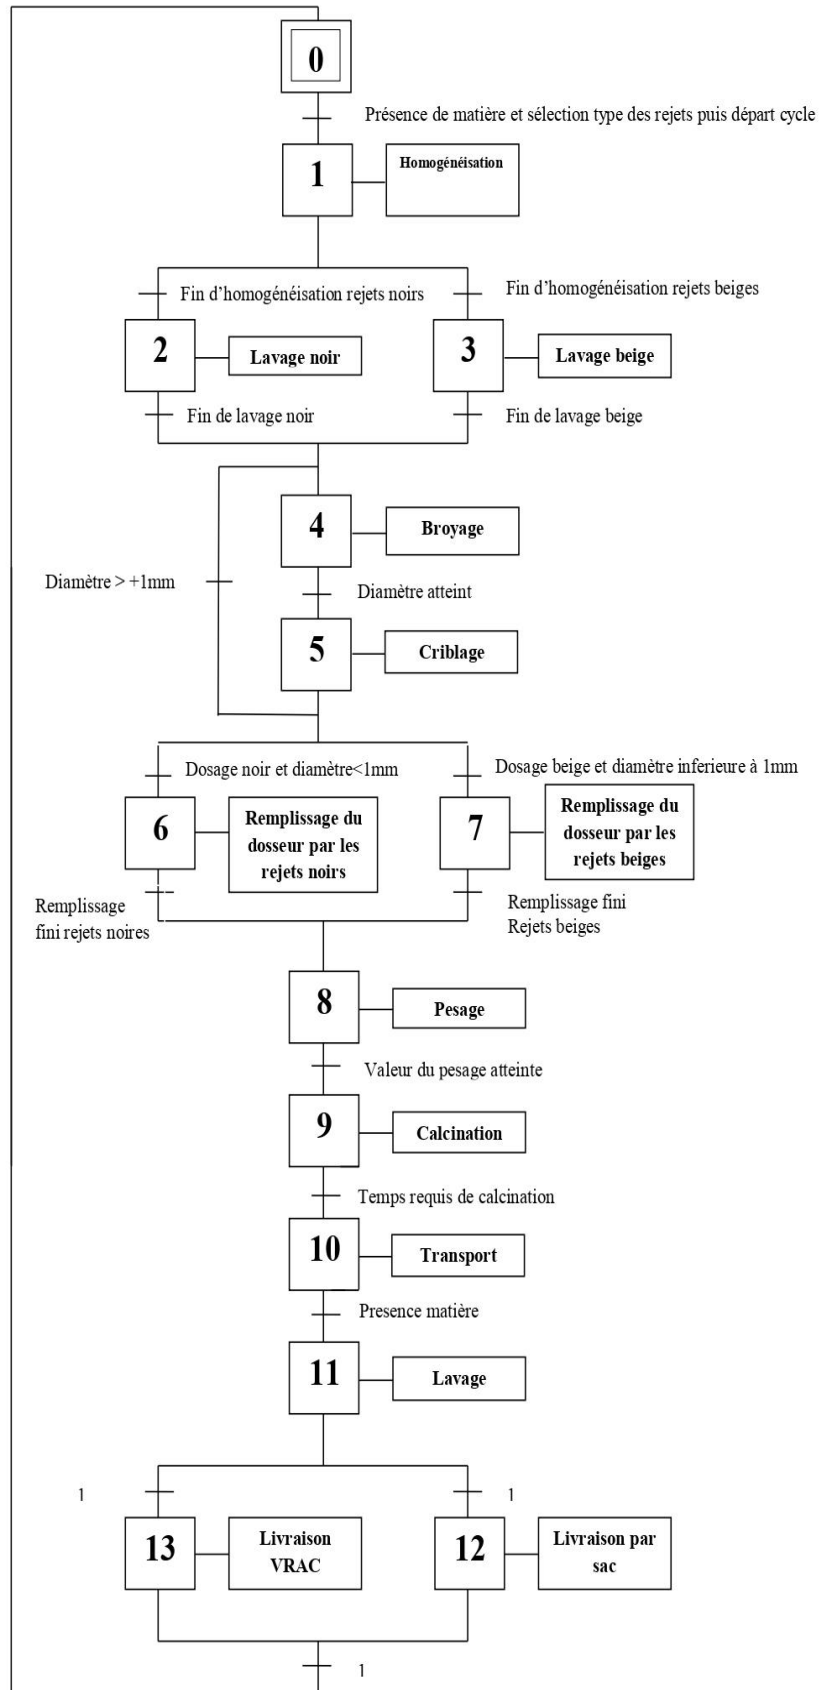 0
Présence de matière et sélection type des rejets puis départ cycle
1
Homogénéisation
Fin d’homogénéisation rejets noirs
Fin d’homogénéisation rejets beiges
2
Lavage noir
3
Lavage beige
Fin de lavage noir
Fin de lavage beige
4
Broyage
Diamètre > +1mm
Diamètre atteint
5
Criblage
Dosage noir et diamètre<1mm
Dosage beige et diamètre inferieure à 1mm
6
Remplissage du
dosseur par les
rejets noirs
7
Remplissage du
dosseur par les
rejets beiges
Remplissage
fini rejets noires
Remplissage fini
Rejets beiges
8
Pesage
Valeur du pesage atteinte
9
Calcination
Temps requis de calcination
10
Transport
Presence matière
11
Lavage
1
1
13
Livraison
VRAC
12
Livraison par
sac
1